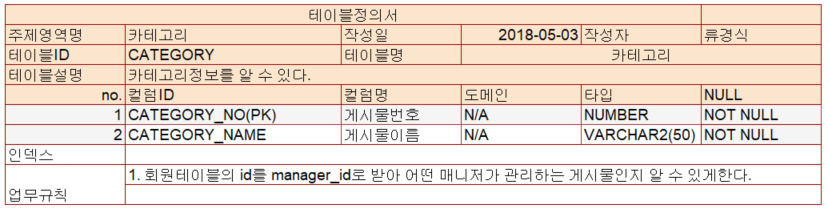 테이블정의서
주제영역명 카테고리 작성일 2018-05-03 작성자 류경식
테이블ID CATEGORY 테이블명 카테고리
테이블설명 카테고리정보를 알 수 있다.
no. 컬럼ID 컬럼명 도메인 타입 NULL
1 CATEGORY_NO(PK) 게시물번호 N/A NUMBER NOT NULL
2 CATEGORY_NAME 게시물이름 N/A VARCHAR2(50) NOT NULL
인덱스
업무규칙 1. 회원테이블의 id를 manager_id로 받아 어떤 매니저가 관리하는 게시물인지 알 수 있게한다.